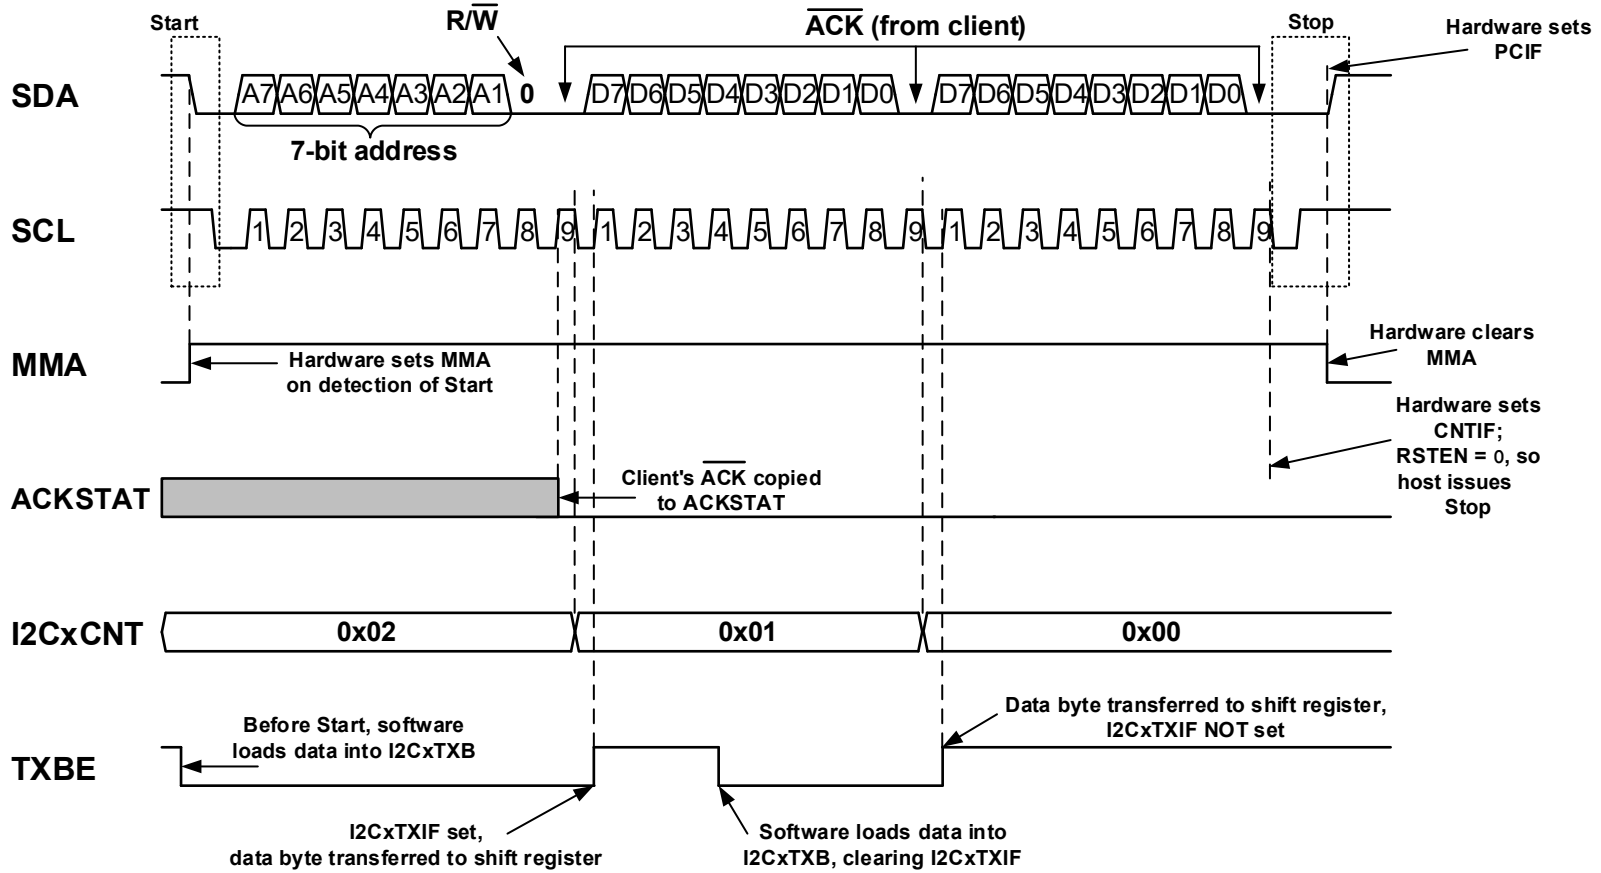 Start
R/W
ACK (from client)
Stop
Hardware sets
PCIF
SDA
A7 A6 A5 A4 A3 A2 A1 0 D7 D6 D5 D4 D3 D2 D1 D0 D7 D6 D5 D4 D3 D2 D1 D0
7-bit address
SCL
1 2 3 4 5 6 7 8 9 1 2 3 4 5 6 7 8 9 1 2 3 4 5 6 7 8 9
MMA
Hardware sets MMA
on detection of Start
Hardware clears
MMA
Hardware sets
CNTIF;
RSTEN = 0, so
host issues
Stop
ACKSTAT
Client's ACK copied
to ACKSTAT
I2CxCNT
0x02 0x01 0x00
TXBE
Before Start, software
loads data into I2CxTXB
Data byte transferred to shift register,
I2CxTXIF NOT set
I2CxTXIF set,
data byte transferred to shift register
Software loads data into
I2CxTXB, clearing I2CxTXIF